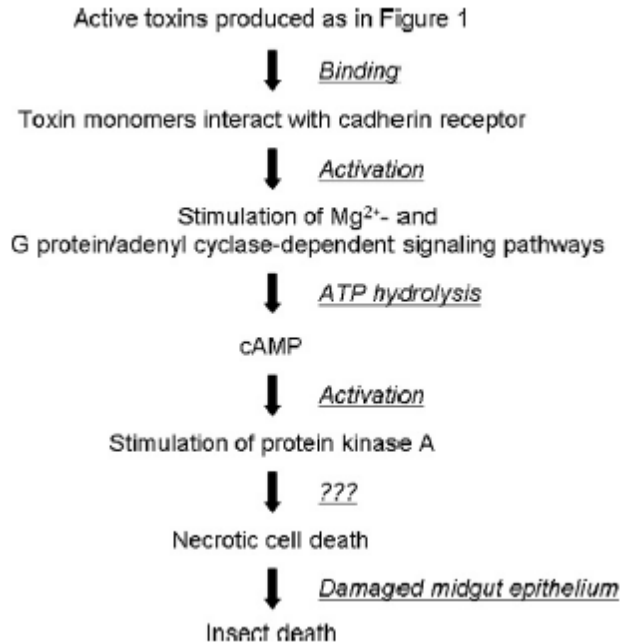 Active toxins produced as in Figure 1
Binding
Toxin monomers interact with cadherin receptor
Activation
Stimulation of Mg²⁺- and
G protein/adenyl cyclase-dependent signaling pathways
ATP hydrolysis
cAMP
Activation
Stimulation of protein kinase A
???
Necrotic cell death
Damaged midgut epithelium
Insect death